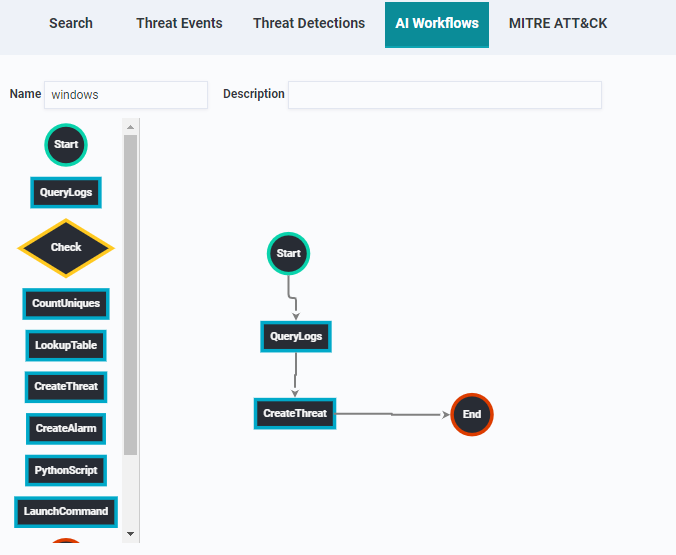 Search Threat Events Threat Detections AI Workflows MITRE ATT&CK
Name windows Description
Start
QueryLogs
Check
CountUniques
LookupTable
CreateThreat
CreateAlarm
PythonScript
LaunchCommand
Start
QueryLogs
CreateThreat End